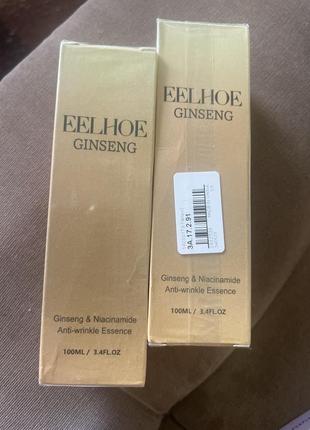 EELHOE
GINSENG
Ginseng & Niacinamide
Anti-wrinkle Essence
100ML / 3.4FL.OZ
EELHOE
GINSENG
3A.17.2.91
Ginseng & Niacinamide
Anti-wrinkle Essence
100ML / 3.4FL.OZ